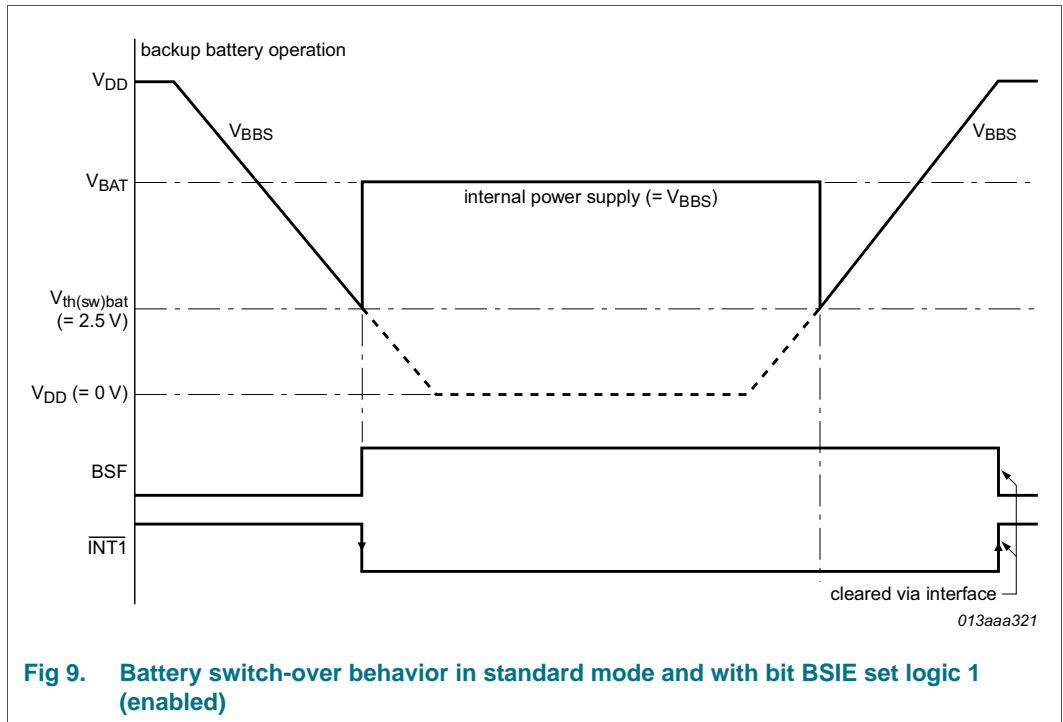 backup battery operation
VDD
VBBS
VBBS
VBAT
internal power supply (= VBBS)
Vth(sw)bat
(= 2.5 V)
VDD (= 0 V)
BSF
INT1
cleared via interface
013aaa321
Fig 9. Battery switch-over behavior in standard mode and with bit BSIE set logic 1
(enabled)